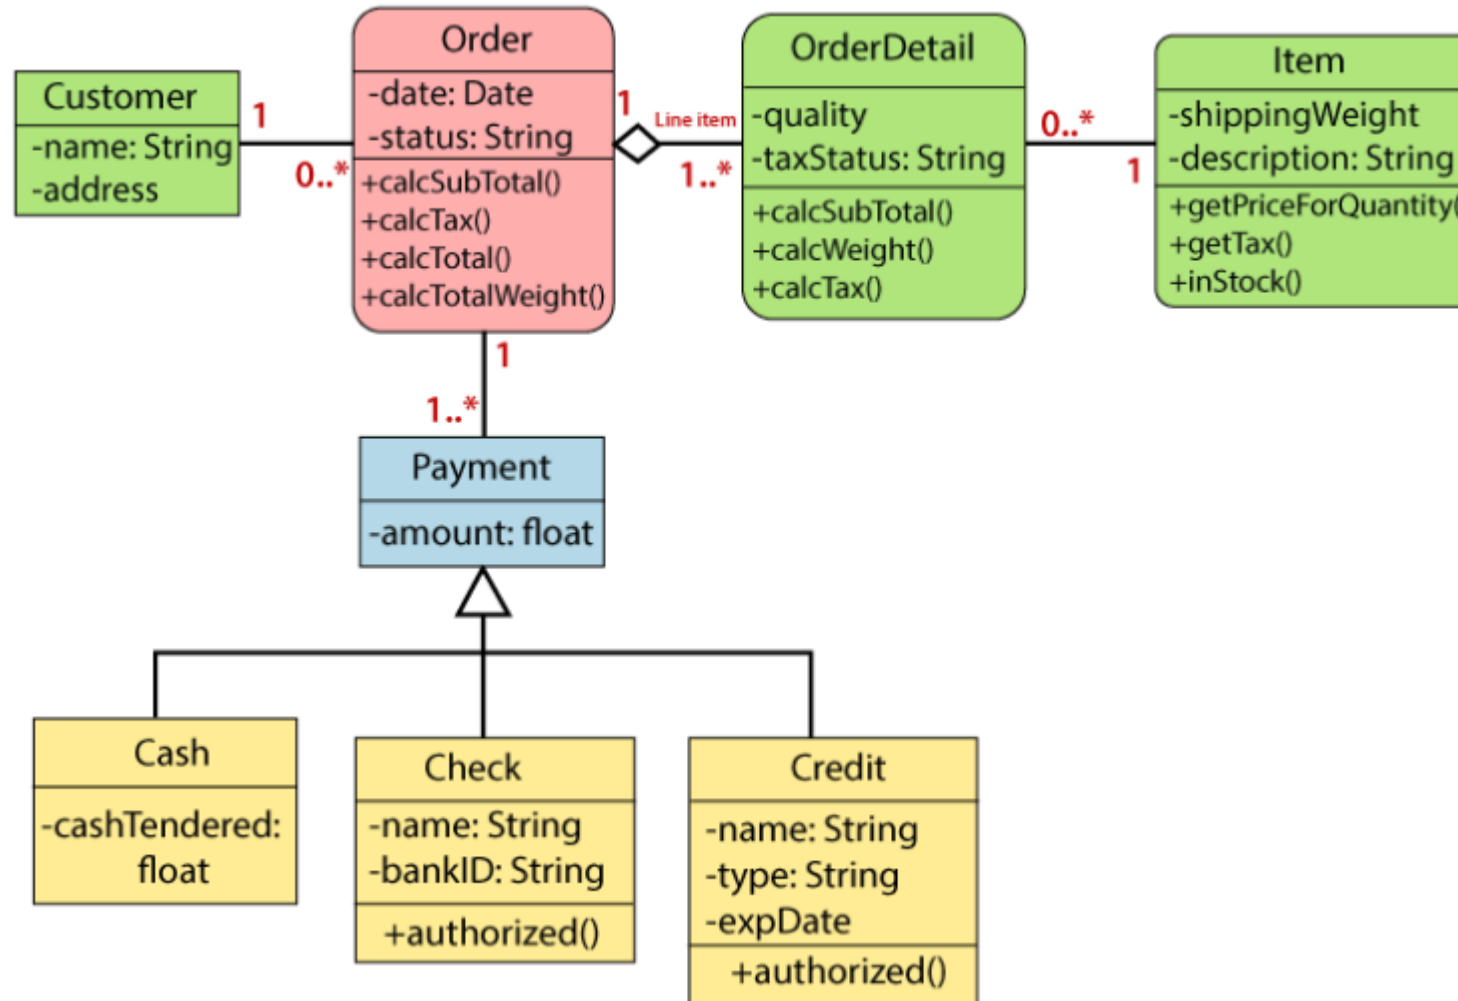 Customer
-name: String
-address
1
0..*
Order
-date: Date
-status: String
+calcSubTotal()
+calcTax()
+calcTotal()
+calcTotalWeight()
1
Line item
1..*
OrderDetail
-quality
-taxStatus: String
+calcSubTotal()
+calcWeight()
+calcTax()
0..*
1
Item
-shippingWeight
-description: String
+getPriceForQuantity(
+getTax()
+inStock()
1
1..*
Payment
-amount: float
Cash
-cashTendered:
float
Check
-name: String
-bankID: String
+authorized()
Credit
-name: String
-type: String
-expDate
+authorized()